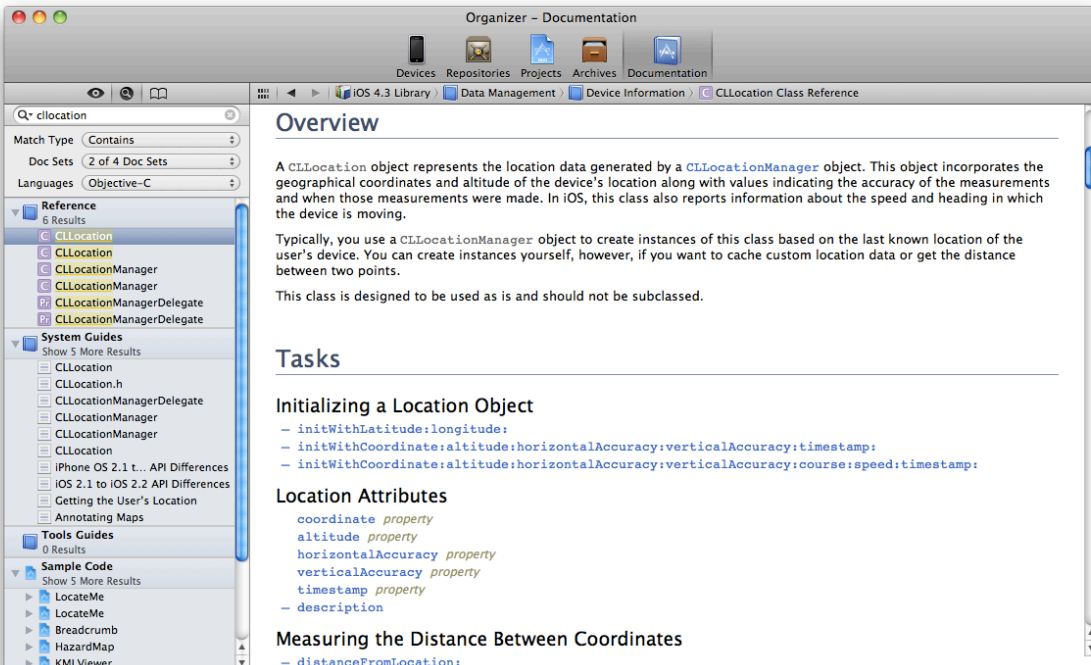 Organizer – Documentation
Devices Repositories Projects Archives Documentation
iOS 4.3 Library Data Management Device Information C CLLocation Class Reference
cllocation
Match Type Contains
Doc Sets 2 of 4 Doc Sets
Languages Objective-C
Reference
6 Results
C CLLocation
C CLLocation
C CLLocationManager
C CLLocationManager
Pr CLLocationManagerDelegate
Pr CLLocationManagerDelegate
System Guides
Show 5 More Results
CLLocation
CLLocation.h
CLLocationManagerDelegate
CLLocationManager
CLLocationManager
CLLocation
iPhone OS 2.1 t... API Differences
iOS 2.1 to iOS 2.2 API Differences
Getting the User's Location
Annotating Maps
Tools Guides
0 Results
Sample Code
Show 5 More Results
LocateMe
LocateMe
Breadcrumb
HazardMap
KMLViewer
Overview
A CLLocation object represents the location data generated by a CLLocationManager object. This object incorporates the
geographical coordinates and altitude of the device's location along with values indicating the accuracy of the measurements
and when those measurements were made. In iOS, this class also reports information about the speed and heading in which
the device is moving.
Typically, you use a CLLocationManager object to create instances of this class based on the last known location of the
user's device. You can create instances yourself, however, if you want to cache custom location data or get the distance
between two points.
This class is designed to be used as is and should not be subclassed.
Tasks
Initializing a Location Object
– initWithLatitude:longitude:
– initWithCoordinate:altitude:horizontalAccuracy:verticalAccuracy:timestamp:
– initWithCoordinate:altitude:horizontalAccuracy:verticalAccuracy:course:speed:timestamp:
Location Attributes
coordinate property
altitude property
horizontalAccuracy property
verticalAccuracy property
timestamp property
– description
Measuring the Distance Between Coordinates
– distanceFromLocation: